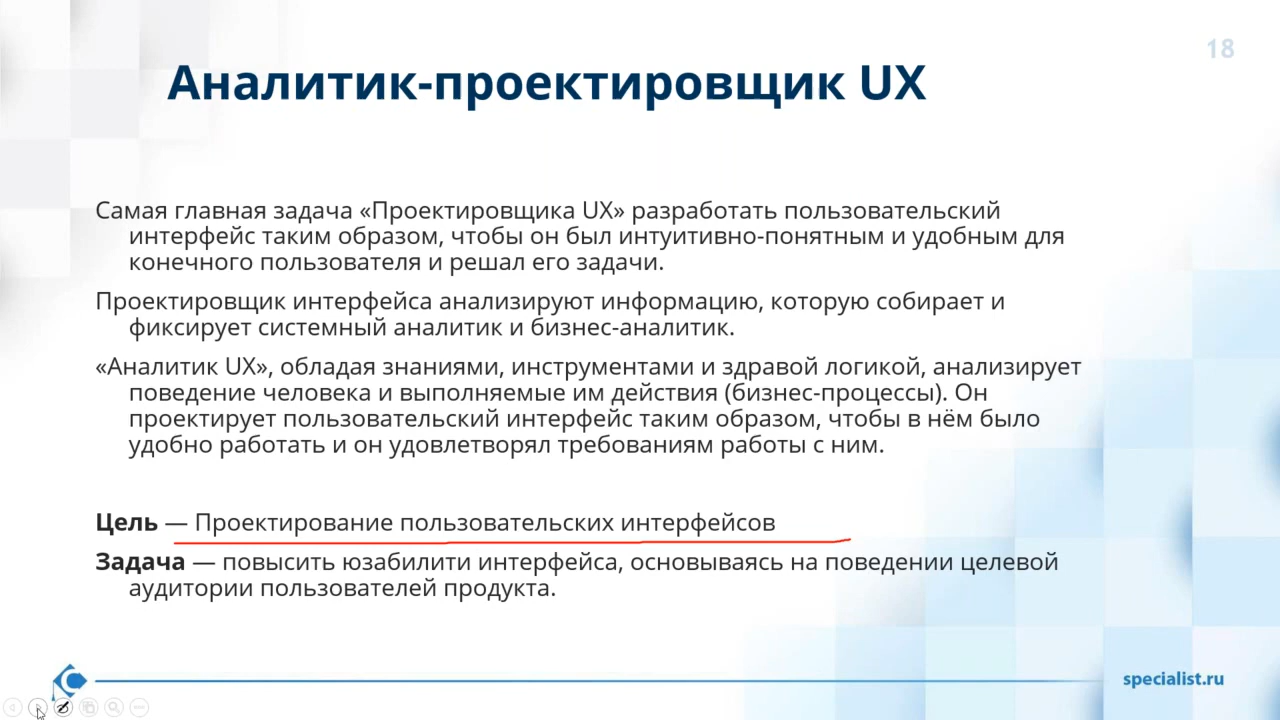 18
Аналитик-проектировщик UX
Самая главная задача «Проектировщика UX» разработать пользовательский
интерфейс таким образом, чтобы он был интуитивно-понятным и удобным для
конечного пользователя и решал его задачи.
Проектировщик интерфейса анализируют информацию, которую собирает и
фиксирует системный аналитик и бизнес-аналитик.
«Аналитик UX», обладая знаниями, инструментами и здравой логикой, анализирует
поведение человека и выполняемые им действия (бизнес-процессы). Он
проектирует пользовательский интерфейс таким образом, чтобы в нём было
удобно работать и он удовлетворял требованиям работы с ним.
Цель — Проектирование пользовательских интерфейсов
Задача — повысить юзабилити интерфейса, основываясь на поведении целевой
аудитории пользователей продукта.
specialist.ru